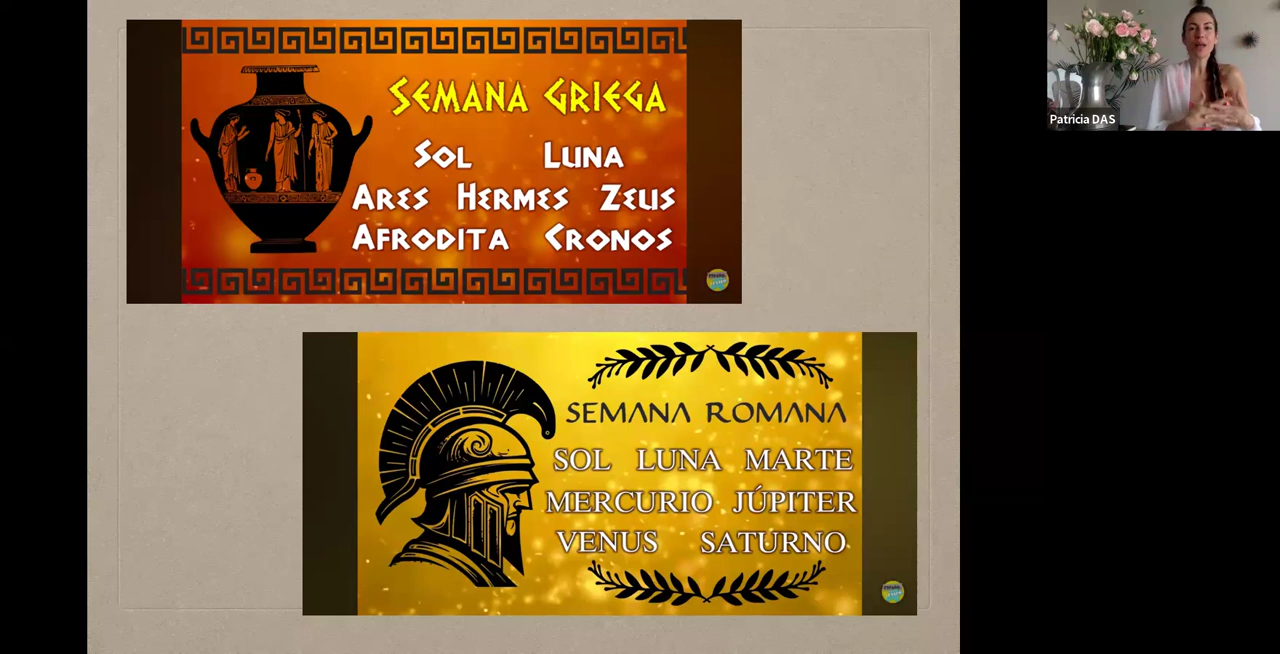 SEMANA GRIEGA
SOL LUNA
ARES HERMES ZEUS
AFRODITA CRONOS
SEMANA ROMANA
SOL LUNA MARTE
MERCURIO JÚPITER
VENUS SATURNO
Patricia DAS